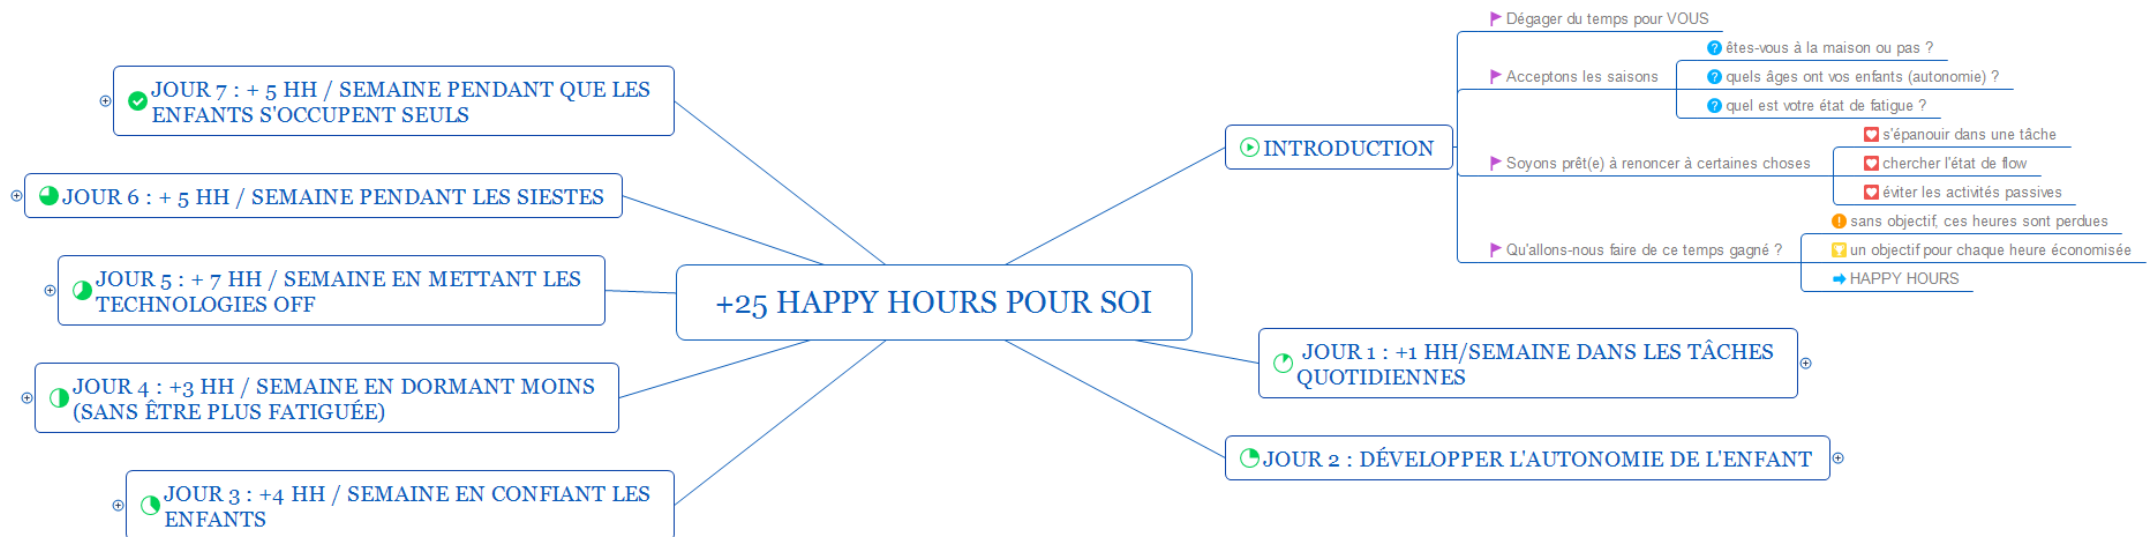 +25 HAPPY HOURS POUR SOI
INTRODUCTION
Dégager du temps pour VOUS
Acceptons les saisons
êtes-vous à la maison ou pas ?
quels âges ont vos enfants (autonomie) ?
quel est votre état de fatigue ?
Soyons prêt(e) à renoncer à certaines choses
s'épanouir dans une tâche
chercher l'état de flow
éviter les activités passives
Qu'allons-nous faire de ce temps gagné ?
sans objectif, ces heures sont perdues
un objectif pour chaque heure économisée
HAPPY HOURS
JOUR 1 : +1 HH/SEMAINE DANS LES TÂCHES
QUOTIDIENNES
JOUR 2 : DÉVELOPPER L'AUTONOMIE DE L'ENFANT
JOUR 3 : +4 HH / SEMAINE EN CONFIANT LES
ENFANTS
JOUR 4 : +3 HH / SEMAINE EN DORMANT MOINS
(SANS ÊTRE PLUS FATIGUÉE)
JOUR 5 : + 7 HH / SEMAINE EN METTANT LES
TECHNOLOGIES OFF
JOUR 6 : + 5 HH / SEMAINE PENDANT LES SIESTES
JOUR 7 : + 5 HH / SEMAINE PENDANT QUE LES
ENFANTS S'OCCUPENT SEULS